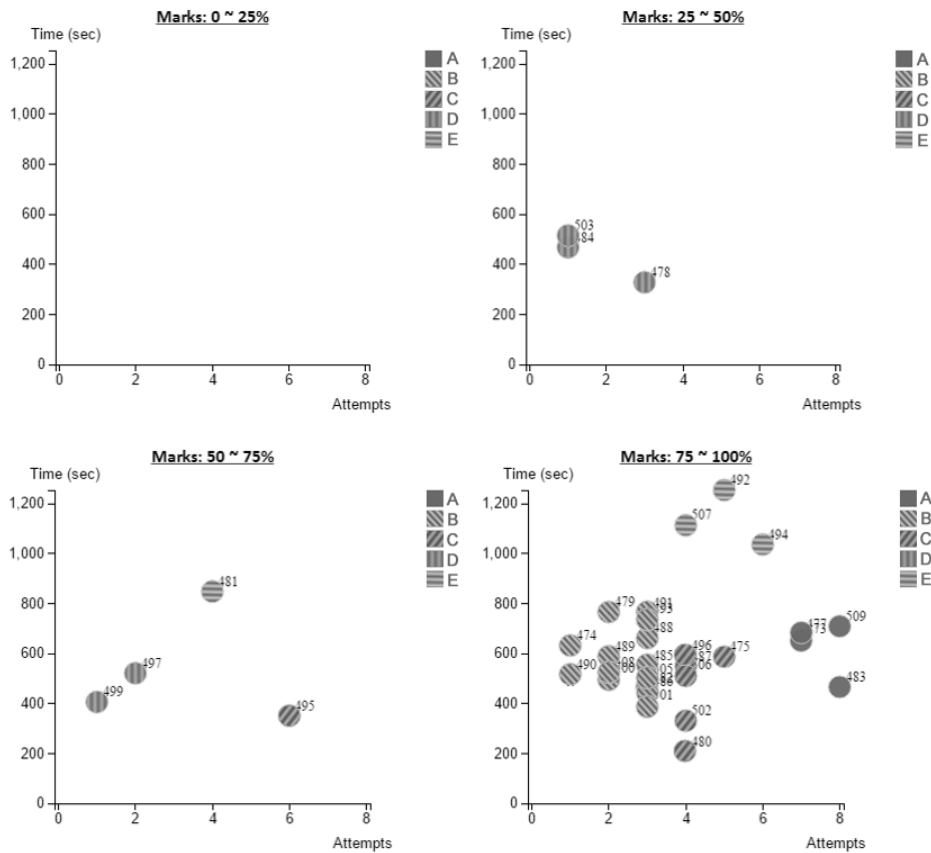 Marks: 0 ~ 25%
Time (sec)
1,200
1,000
800
600
400
200
0
0 2 4 6 8
Attempts
A
B
C
D
E
Marks: 25 ~ 50%
Time (sec)
1,200
1,000
800
600
400
200
0
0 2 4 6 8
Attempts
A
B
C
D
E
503
484
478
Marks: 50 ~ 75%
Time (sec)
1,200
1,000
800
600
400
200
0
0 2 4 6 8
Attempts
A
B
C
D
E
481
497
499
495
Marks: 75 ~ 100%
Time (sec)
1,200
1,000
800
600
400
200
0
0 2 4 6 8
Attempts
A
B
C
D
E
492
507
494
479
491
474
488
489
490
485
496
487
475
502
480
477
473
509
483